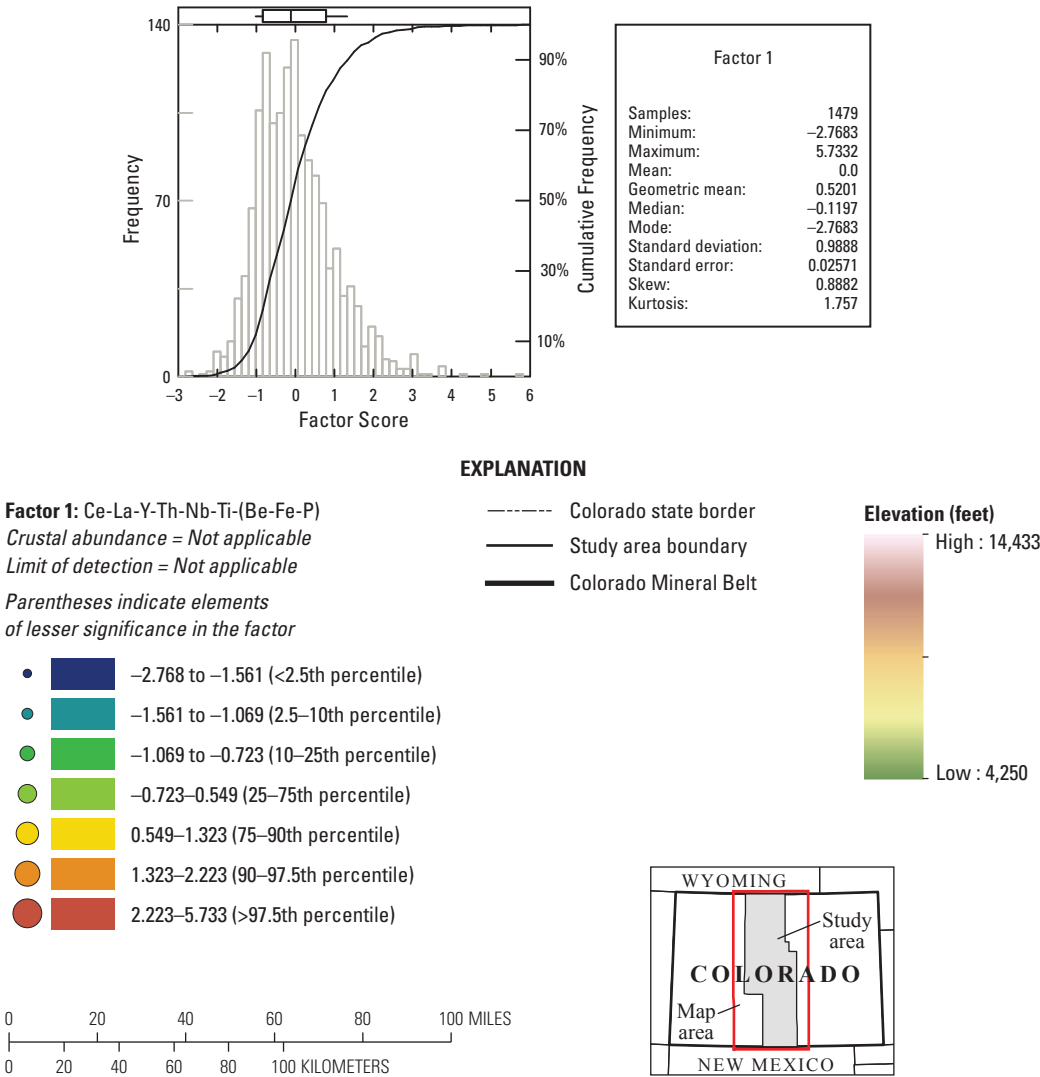 140
70
0
Frequency
90%
70%
50%
30%
10%
Cumulative Frequency
−3 −2 −1 0 1 2 3 4 5 6
Factor Score
Factor 1
Samples: 1479
Minimum: −2.7683
Maximum: 5.7332
Mean: 0.0
Geometric mean: 0.5201
Median: −0.1197
Mode: −2.7683
Standard deviation: 0.9888
Standard error: 0.02571
Skew: 0.8882
Kurtosis: 1.757
EXPLANATION
Factor 1: Ce-La-Y-Th-Nb-Ti-(Be-Fe-P)
Crustal abundance = Not applicable
Limit of detection = Not applicable
Parentheses indicate elements
of lesser significance in the factor
−2.768 to −1.561 (<2.5th percentile)
−1.561 to −1.069 (2.5–10th percentile)
−1.069 to −0.723 (10–25th percentile)
−0.723–0.549 (25–75th percentile)
0.549–1.323 (75–90th percentile)
1.323–2.223 (90–97.5th percentile)
2.223–5.733 (>97.5th percentile)
Colorado state border
Study area boundary
Colorado Mineral Belt
Elevation (feet)
High : 14,433
Low : 4,250
0 20 40 60 80 100 MILES
0 20 40 60 80 100 KILOMETERS
WYOMING
Study
area
COLORADO
Map
area
NEW MEXICO